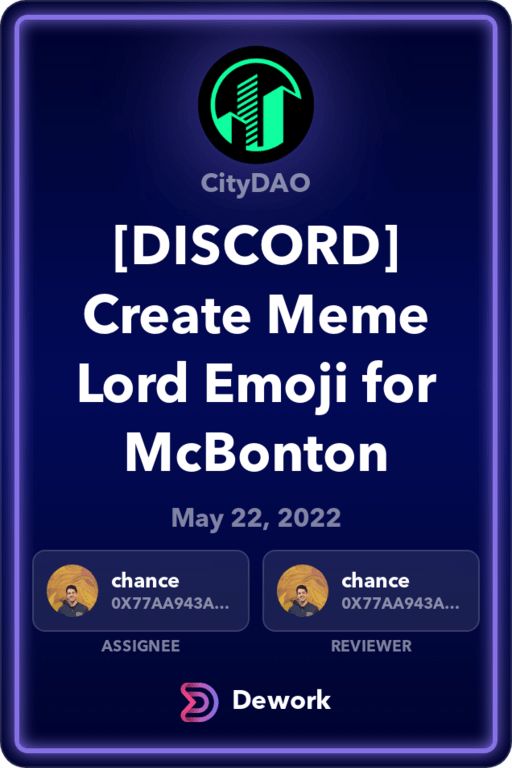 CityDAO
[DISCORD]
Create Meme
Lord Emoji for
McBonton
May 22, 2022
chance
0X77AA943A...
ASSIGNEE
chance
0X77AA943A...
REVIEWER
Dework